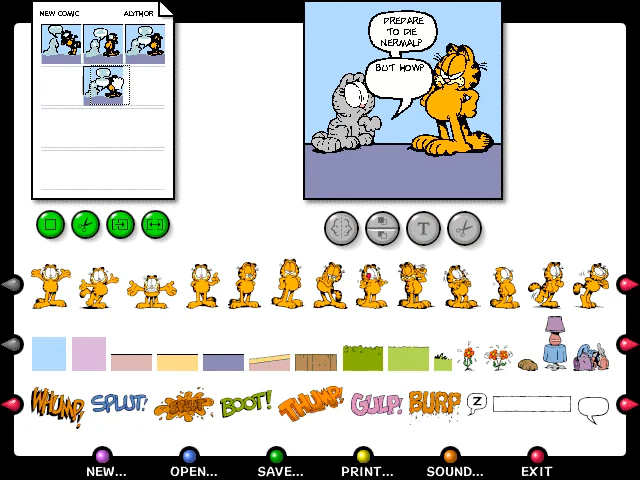 NEW COMIC AUTHOR
PREPARE
TO DIE
NERMAL?
BUT HOW?
T
WHUMP!
SPLUT!
SPLUT
BOOT!
THUMP!
GULP!
BURP
Z
NEW...
OPEN...
SAVE...
PRINT...
SOUND...
EXIT